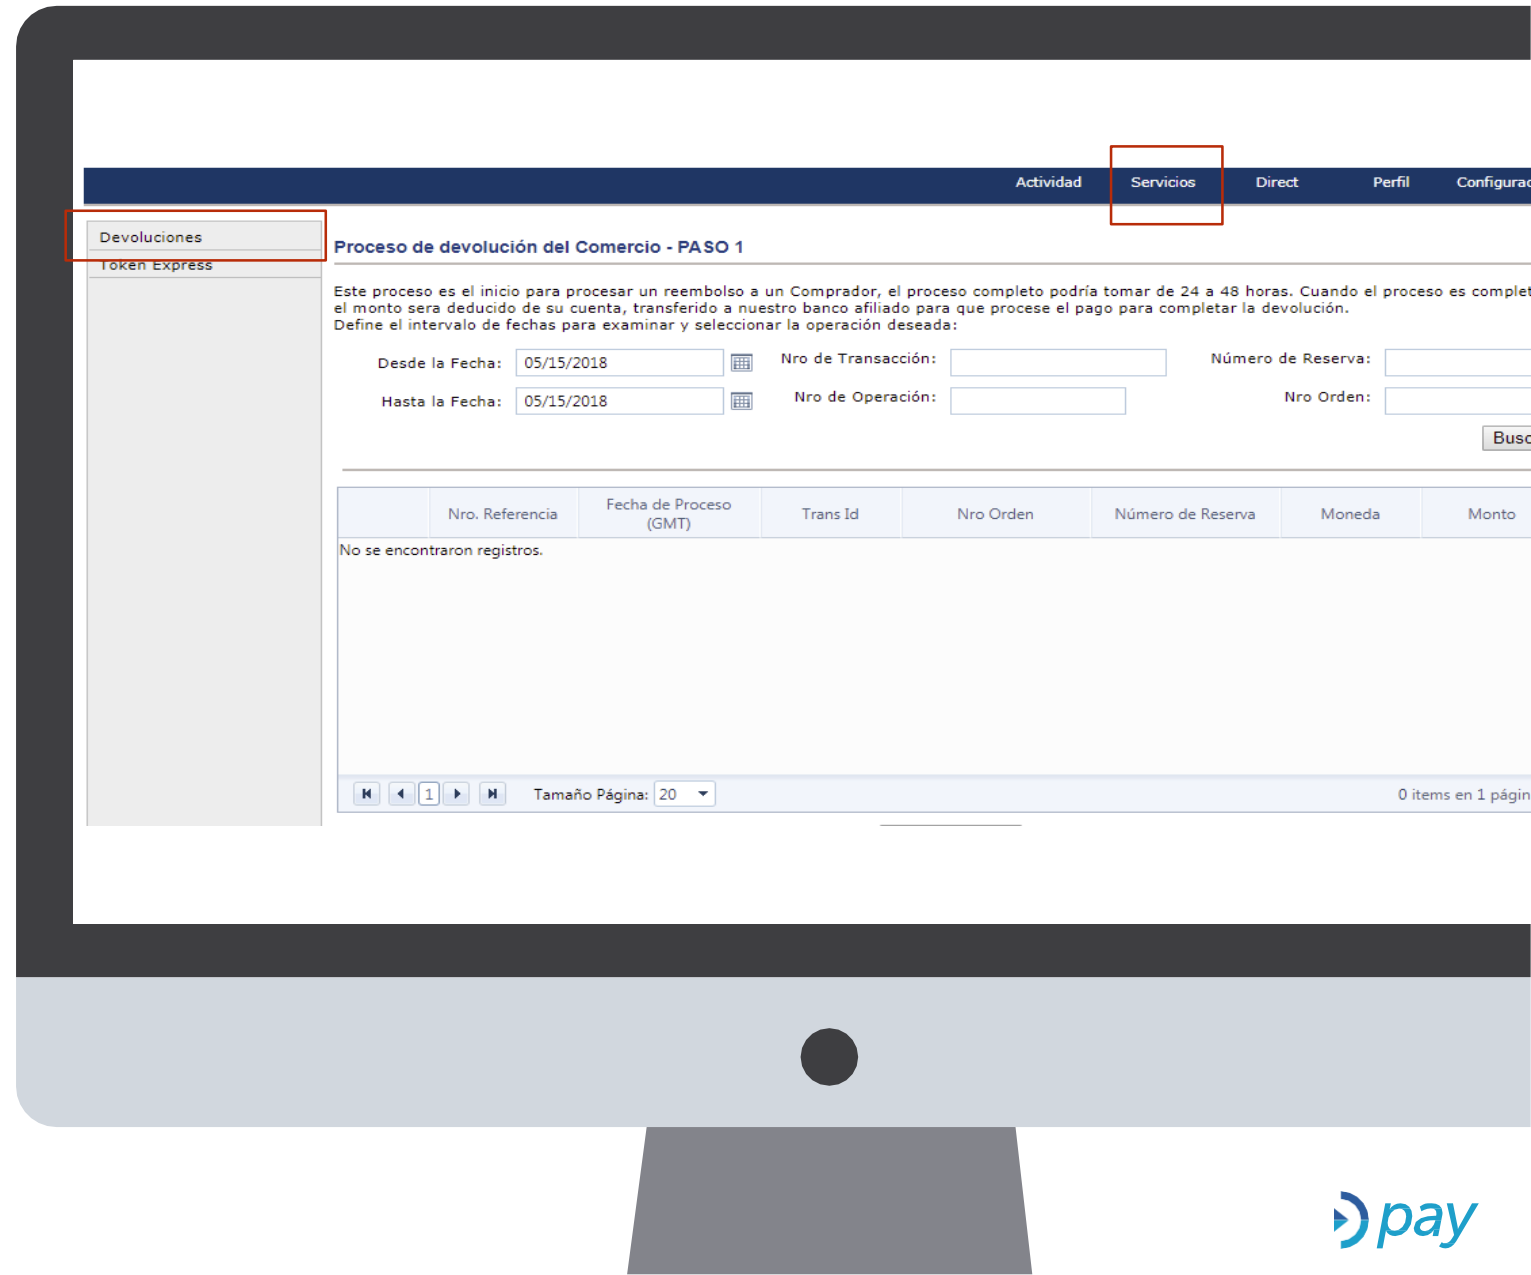 Actividad Servicios Direct Perfil Configurac
Devoluciones
Token Express
Proceso de devolución del Comercio - PASO 1
Este proceso es el inicio para procesar un reembolso a un Comprador, el proceso completo podría tomar de 24 a 48 horas. Cuando el proceso es complet
el monto sera deducido de su cuenta, transferido a nuestro banco afiliado para que procese el pago para completar la devolución.
Define el intervalo de fechas para examinar y seleccionar la operación deseada:
Desde la Fecha: 05/15/2018 Nro de Transacción: Número de Reserva:
Hasta la Fecha: 05/15/2018 Nro de Operación: Nro Orden:
Busc
Nro. Referencia Fecha de Proceso (GMT) Trans Id Nro Orden Número de Reserva Moneda Monto
No se encontraron registros.
1 Tamaño Página: 20 0 items en 1 págin
pay